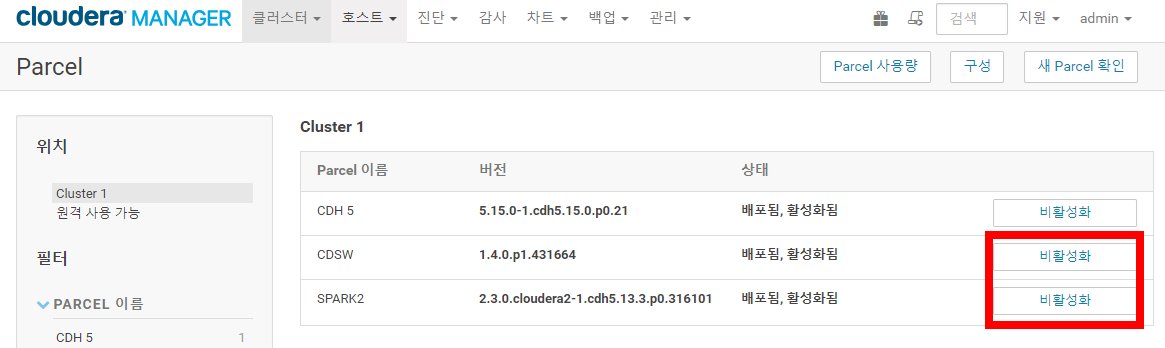 cloudera MANAGER 클러스터 호스트 진단 감사 차트 백업 관리 검색 지원 admin
Parcel Parcel 사용량 구성 새 Parcel 확인
위치
Cluster 1
원격 사용 가능
필터
PARCEL 이름
CDH 5 1
Cluster 1
Parcel 이름 버전 상태
CDH 5 5.15.0-1.cdh5.15.0.p0.21 배포됨, 활성화됨 비활성화
CDSW 1.4.0.p1.431664 배포됨, 활성화됨 비활성화
SPARK2 2.3.0.cloudera2-1.cdh5.13.3.p0.316101 배포됨, 활성화됨 비활성화